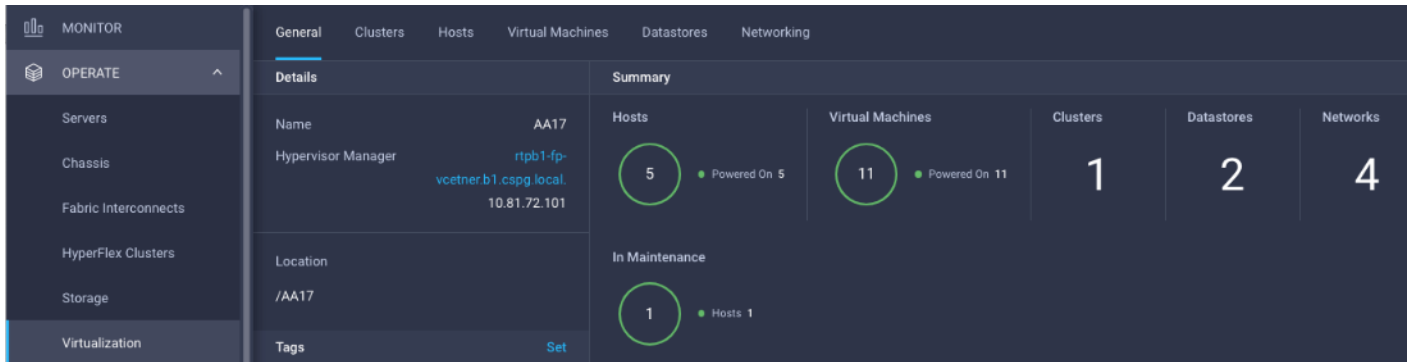 MONITOR
OPERATE
Servers
Chassis
Fabric Interconnects
HyperFlex Clusters
Storage
Virtualization
General Clusters Hosts Virtual Machines Datastores Networking
Details
Name AA17
Hypervisor Manager rtpb1-fp-
vcetner.b1.cspg.local.
10.81.72.101
Location
/AA17
Tags Set
Summary
Hosts
5 Powered On 5
Virtual Machines
11 Powered On 11
Clusters
1
Datastores
2
Networks
4
In Maintenance
1 Hosts 1